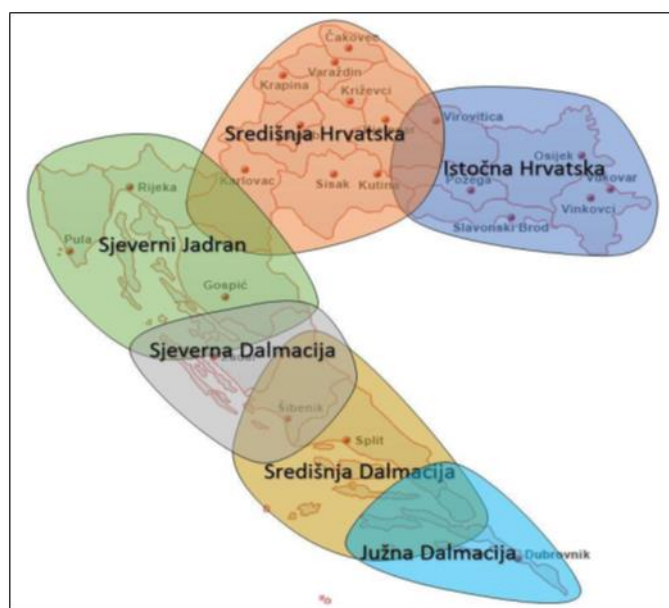 Čakovec
Varaždin
Krapina
Križevci
Središnja Hrvatska
Virovitica
Osijek
Istočna Hrvatska
Karlovac
Sisak
Kutina
Požega
Vukovar
Vinkovci
Slavonski Brod
Rijeka
Pula
Sjeverni Jadran
Gospić
Sjeverna Dalmacija
Šibenik
Split
Središnja Dalmacija
Južna Dalmacija
Dubrovnik